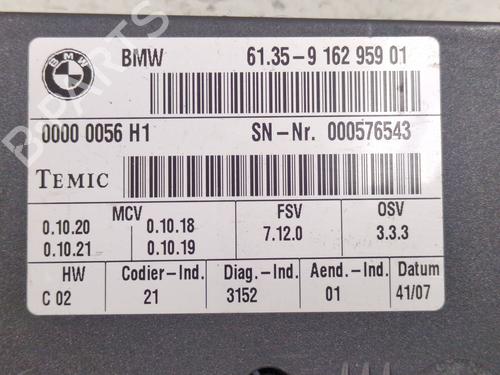 BMW BMW 61.35-9 162 959 01
0000 0056 H1 SN-Nr. 000576543
TEMIC
MCV FSV OSV
0.10.20 0.10.18 7.12.0 3.3.3
0.10.21 0.10.19
HW Codier-Ind. Diag.-Ind. Aend.-Ind. Datum
C 02 21 3152 01 41/07